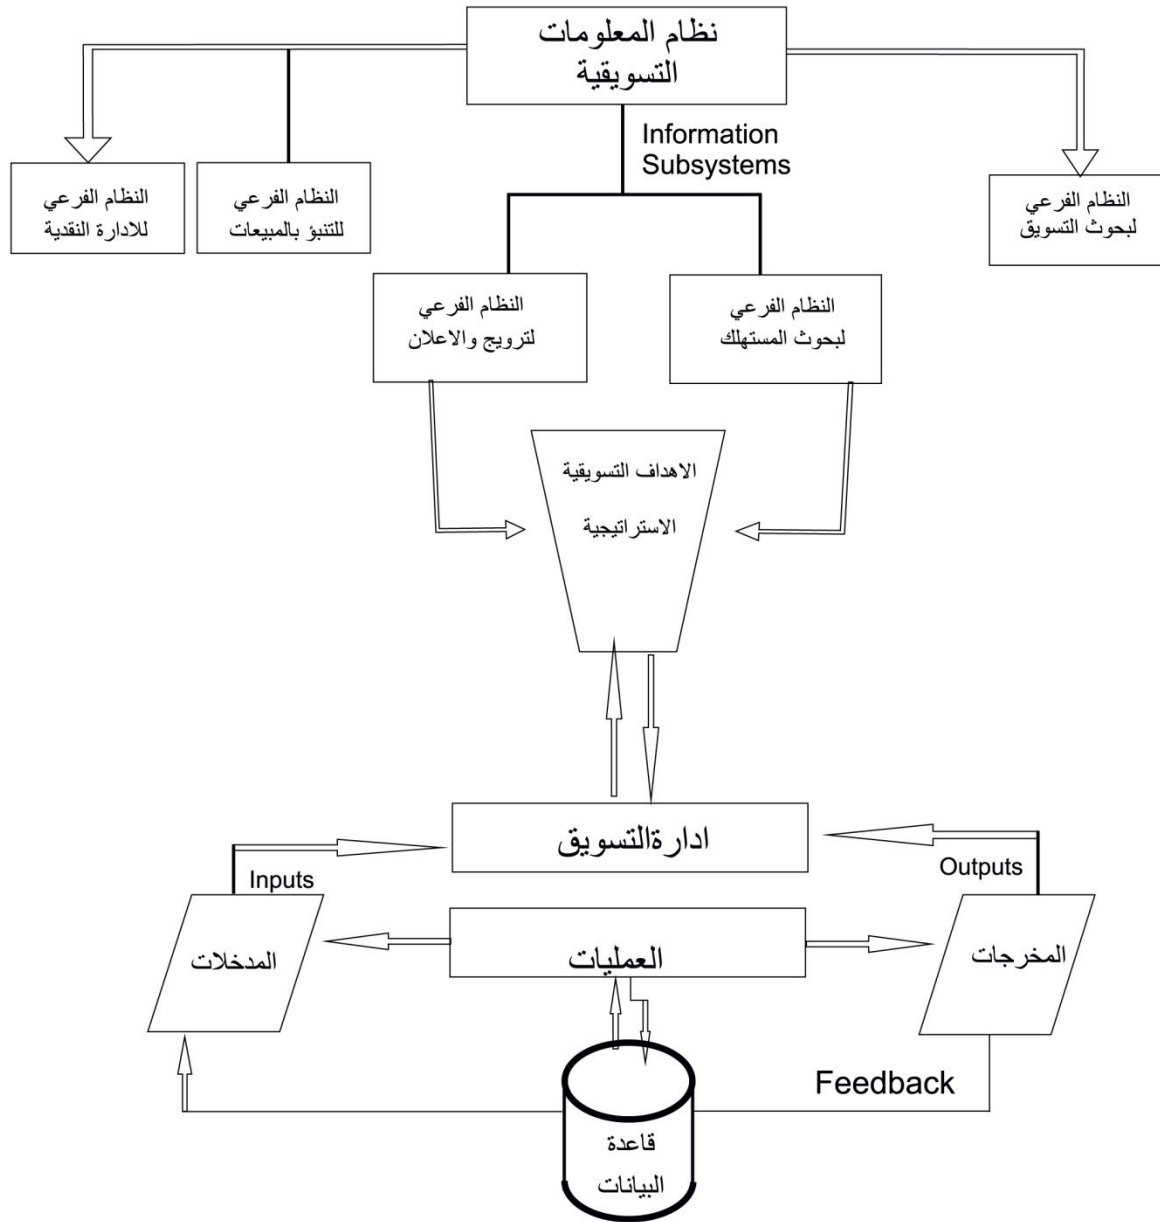 نظام المعلومات
التسويقية
Information
Subsystems
النظام الفرعي
لبحوث التسويق
النظام الفرعي
للتنبؤ بالمبيعات
النظام الفرعي
للادارة النقدية
النظام الفرعي
لبحوث المستهلك
النظام الفرعي
لترويج والاعلان
الاهداف التسويقية
الاستراتيجية
ادارةالتسويق
Outputs
Inputs
المخرجات
العمليات
المدخلات
Feedback
قاعدة
البيانات